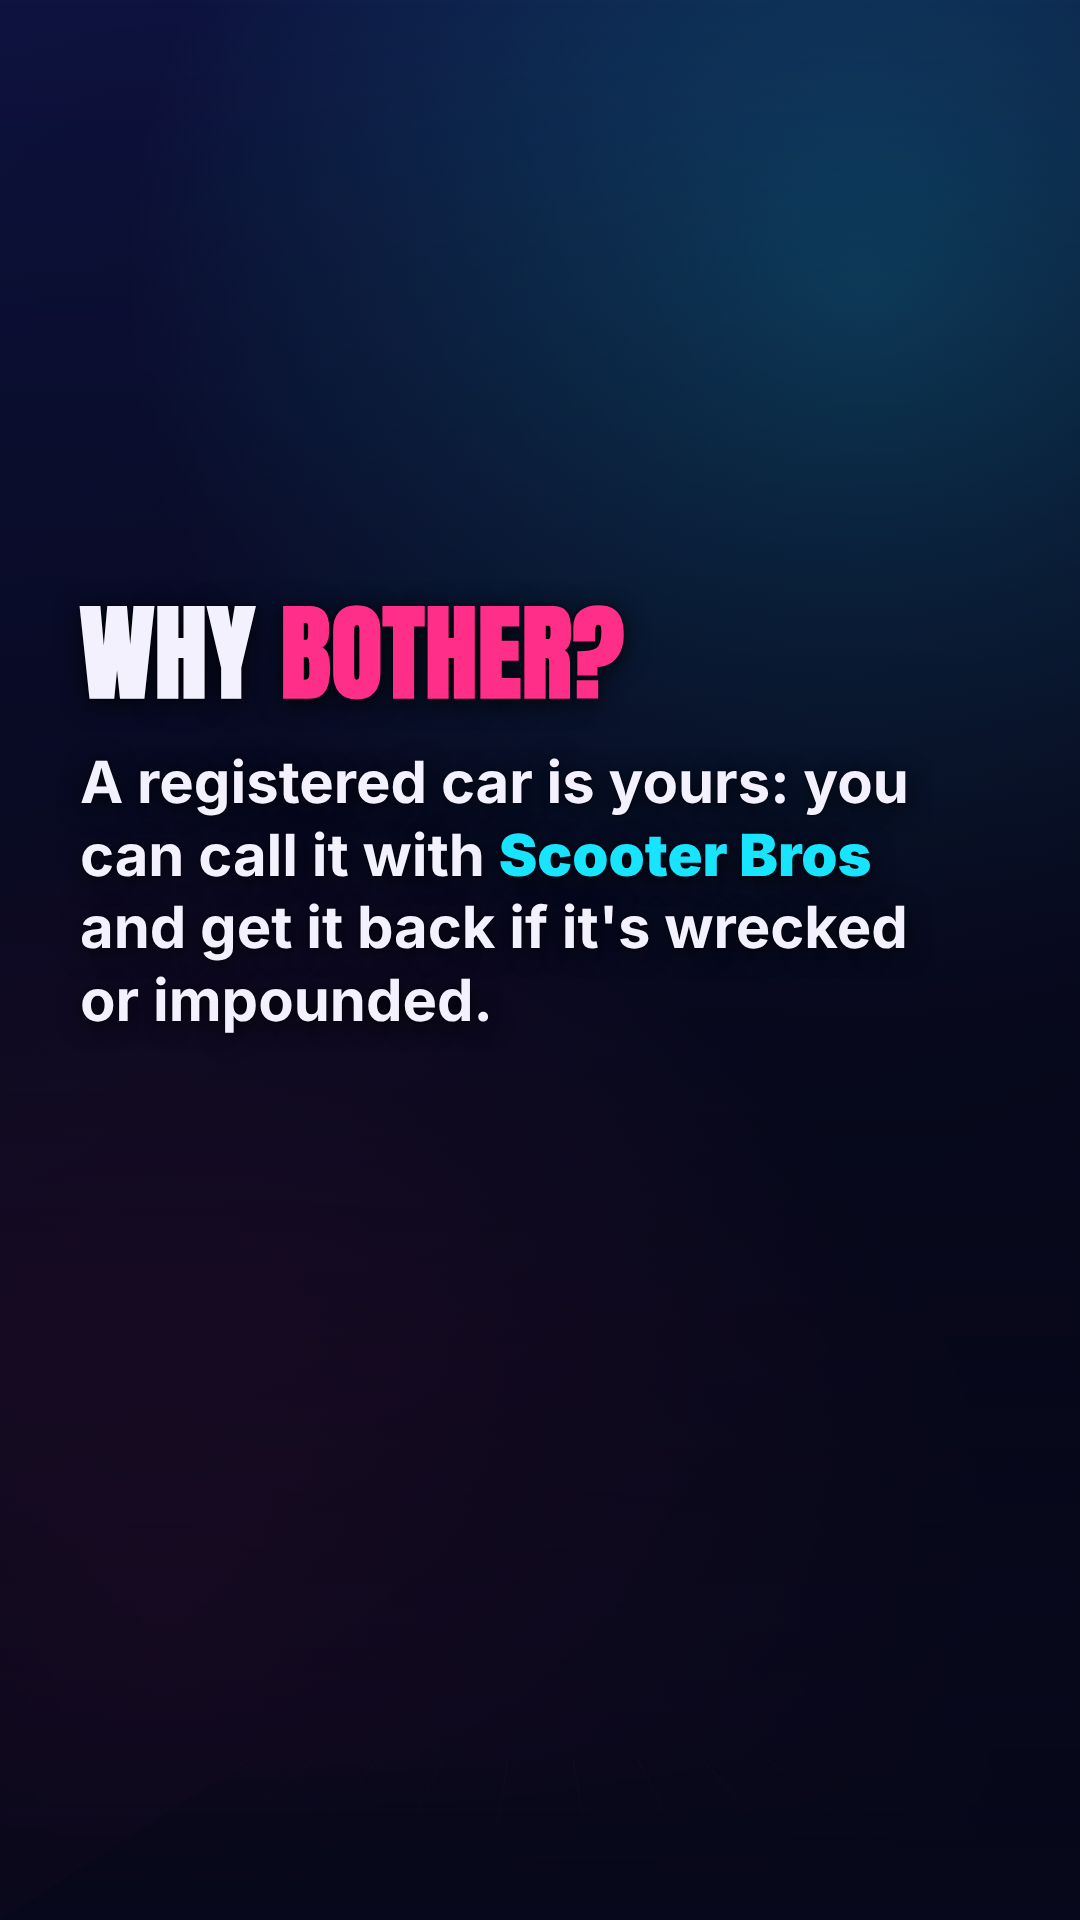 WHY BOTHER?
A registered car is yours: you
can call it with Scooter Bros
and get it back if it's wrecked
or impounded.